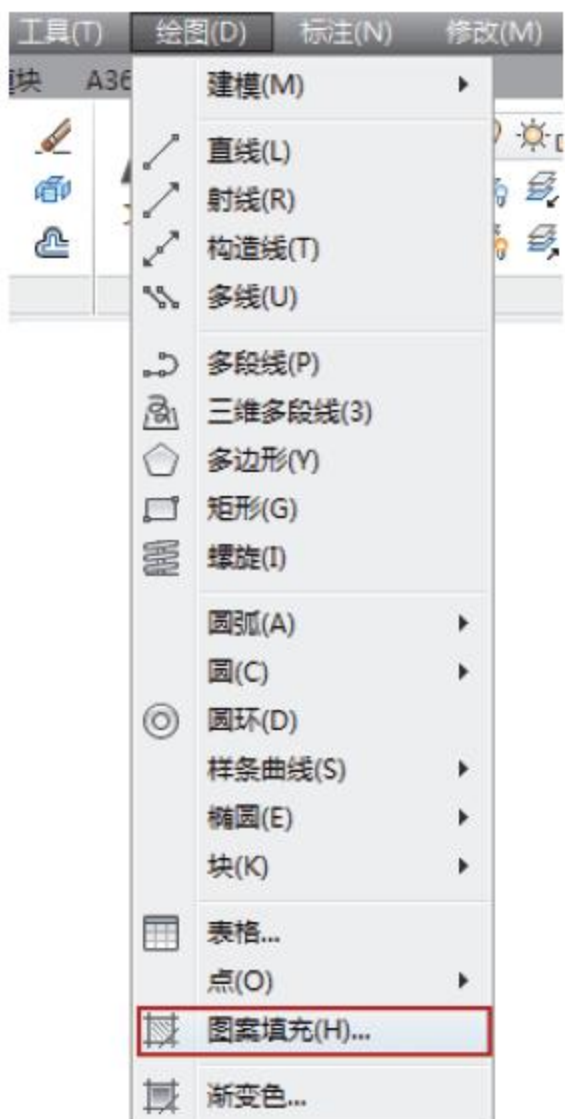 工具(T) 绘图(D) 标注(N) 修改(M)
块 A36 建模(M)
直线(L)
射线(R)
构造线(T)
多线(U)
多段线(P)
三维多段线(3)
多边形(Y)
矩形(G)
螺旋(I)
圆弧(A)
圆(C)
圆环(D)
样条曲线(S)
椭圆(E)
块(K)
表格...
点(O)
图案填充(H)...
渐变色...